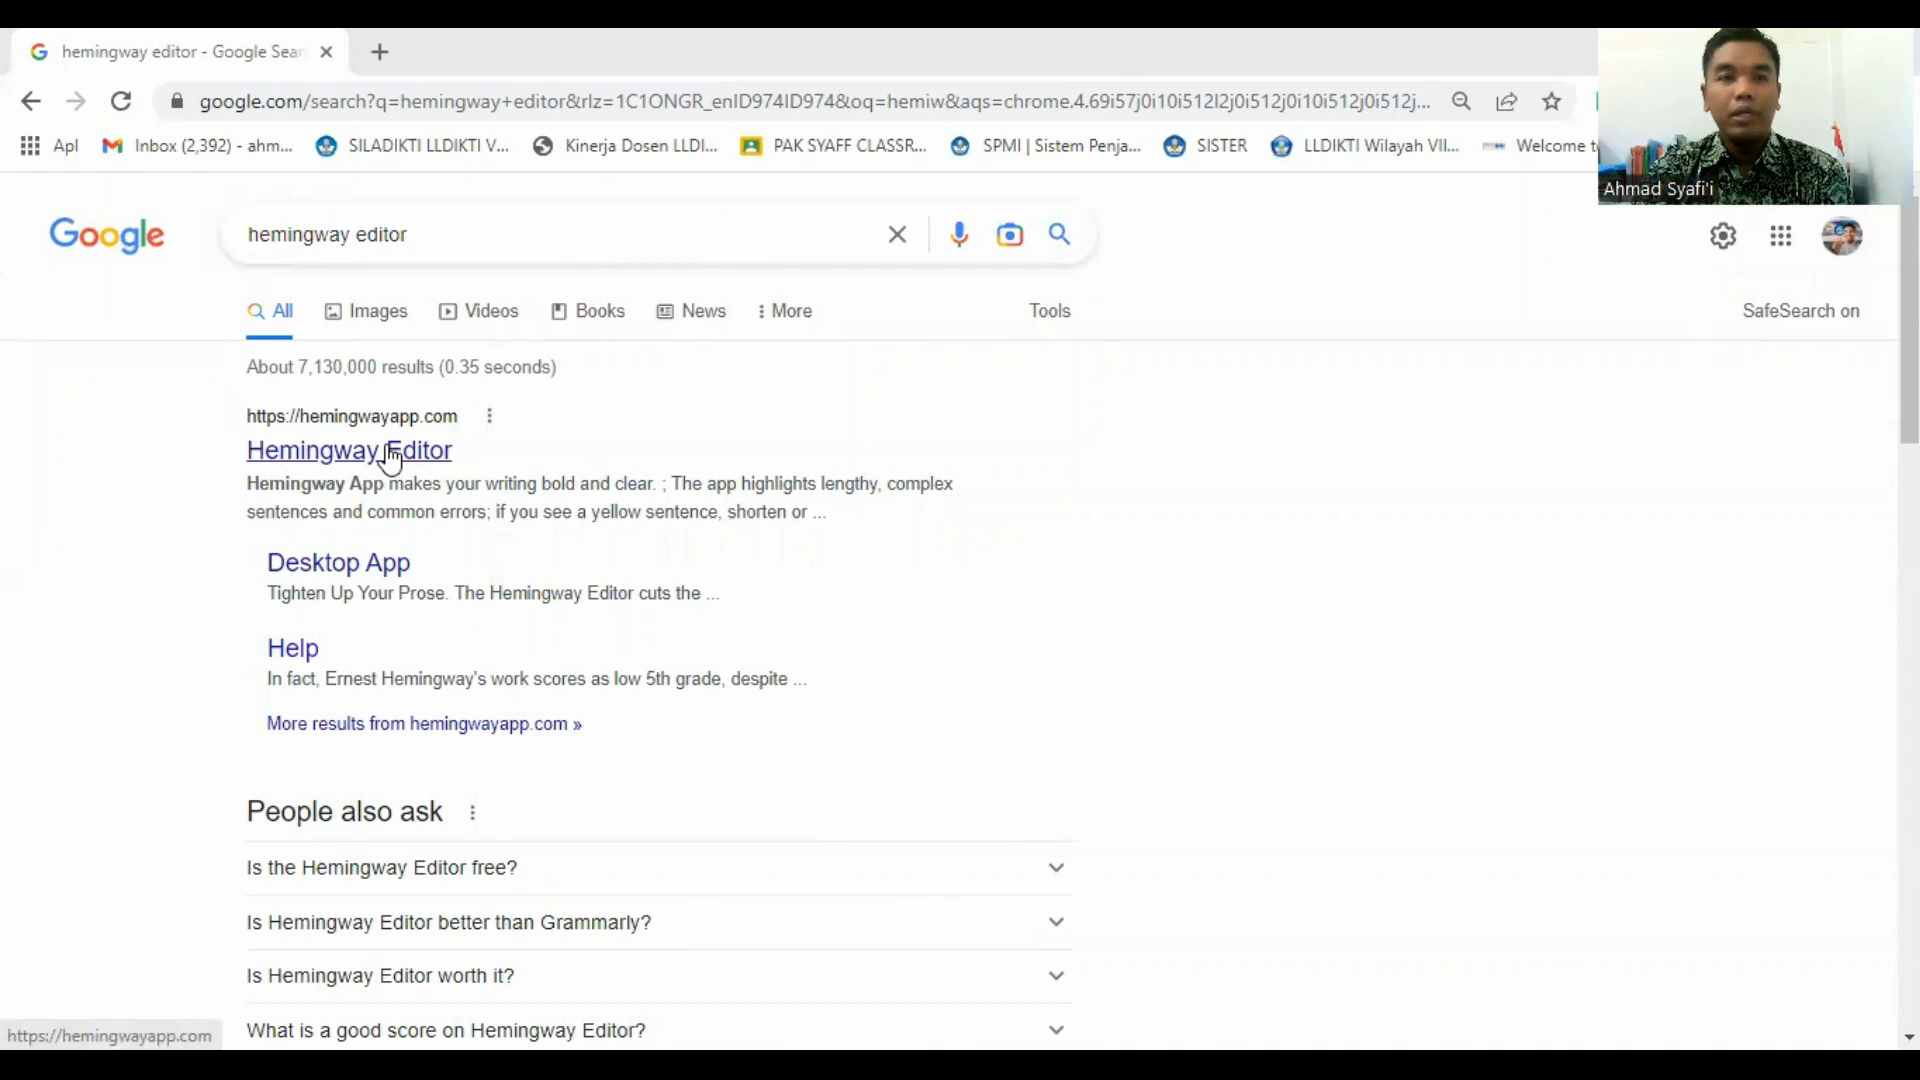 hemingway editor - Google Sear
google.com/search?q=hemingway+editor&rlz=1C1ONGR_enID974ID974&oq=hemiw&aqs=chrome.4.69i57j0i10i512l2j0i512j0i10i512j0i512j...
Apl
Inbox (2,392) - ahm...
SILADIKTI LLDIKTI V...
Kinerja Dosen LLDI...
PAK SYAFF CLASSR...
SPMI | Sistem Penja...
SISTER
LLDIKTI Wilayah VII...
Welcome t
Ahmad Syafi'i
Google
hemingway editor
All
Images
Videos
Books
News
More
Tools
SafeSearch on
About 7,130,000 results (0.35 seconds)
https://hemingwayapp.com
Hemingway Editor
Hemingway App makes your writing bold and clear. ; The app highlights lengthy, complex
sentences and common errors; if you see a yellow sentence, shorten or ...
Desktop App
Tighten Up Your Prose. The Hemingway Editor cuts the ...
Help
In fact, Ernest Hemingway's work scores as low 5th grade, despite ...
More results from hemingwayapp.com »
People also ask
Is the Hemingway Editor free?
Is Hemingway Editor better than Grammarly?
Is Hemingway Editor worth it?
What is a good score on Hemingway Editor?
https://hemingwayapp.com